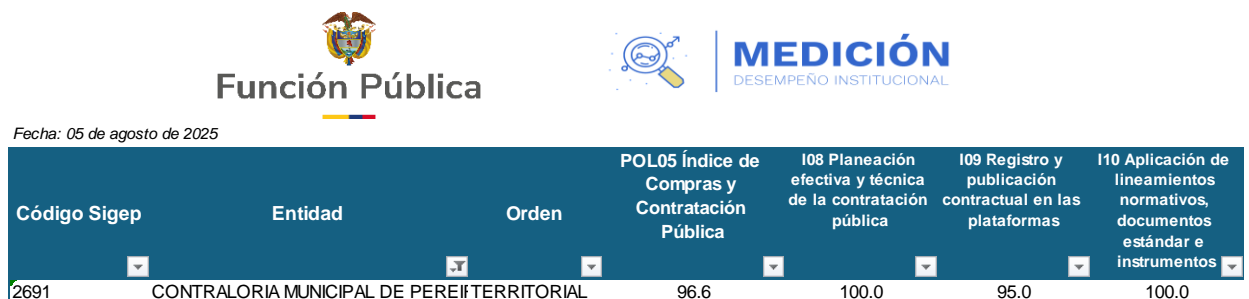 Función Pública
MEDICIÓN
DESEMPEÑO INSTITUCIONAL
Fecha: 05 de agosto de 2025
Código Sigep
Entidad
Orden
POL05 Índice de
Compras y
Contratación
Pública
I08 Planeación
efectiva y técnica
de la contratación
pública
I09 Registro y
publicación
contractual en las
plataformas
I10 Aplicación de
lineamientos
normativos,
documentos
estándar e
instrumentos
2691 CONTRALORIA MUNICIPAL DE TERRITORIAL 96.6 100.0 95.0 100.0